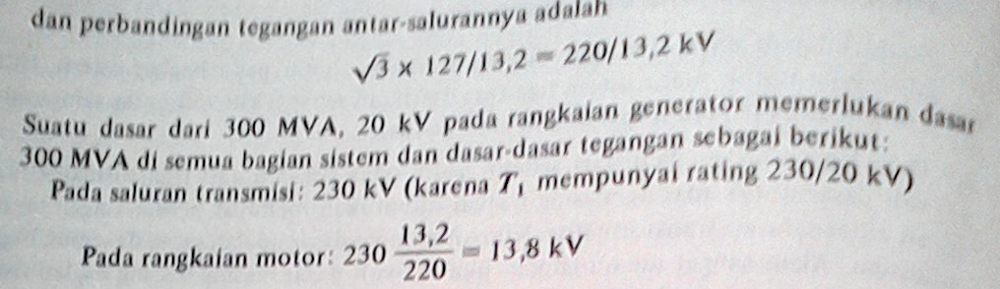 dan perbandingan tegangan antar-salurannya adalah
√3 × 127/13,2 = 220/13,2 kV
Suatu dasar dari 300 MVA, 20 kV pada rangkaian generator memerlukan dasar
300 MVA di semua bagian sistem dan dasar-dasar tegangan sebagai berikut:
Pada saluran transmisi: 230 kV (karena T₁ mempunyai rating 230/20 kV)
Pada rangkaian motor: 230 13,2/220 = 13,8 kV